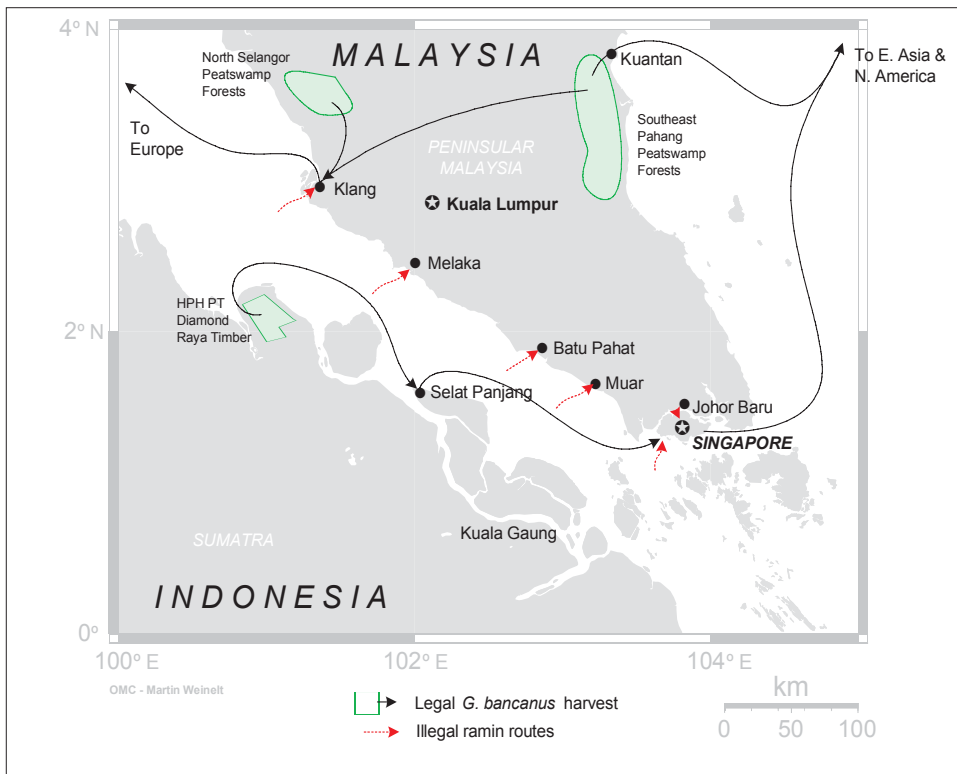 4° N
MALAYSIA
North Selangor
Peatswamp
Forests
Kuantan
To E. Asia &
N. America
To
Europe
Southeast
Pahang
Peatswamp
Forests
PENINSULAR
MALAYSIA
Klang
Kuala Lumpur
Melaka
HPH PT
Diamond
Raya Timber
2° N
Batu Pahat
Muar
Selat Panjang
Johor Baru
SINGAPORE
Kuala Gaung
SUMATRA
INDONESIA
0°
100° E
102° E
104° E
OMC - Martin Weinelt
km
0 50 100
Legal G. bancanus harvest
Illegal ramin routes